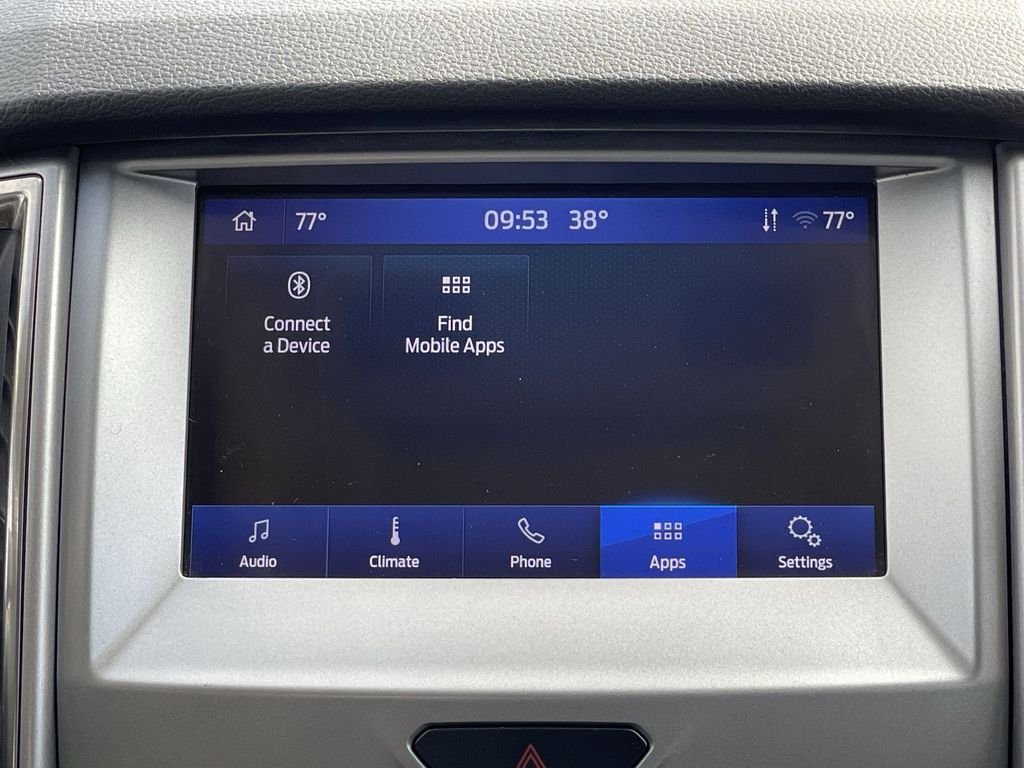 77° 09:53 38° 77°
Connect
a Device
Find
Mobile Apps
Audio Climate Phone Apps Settings